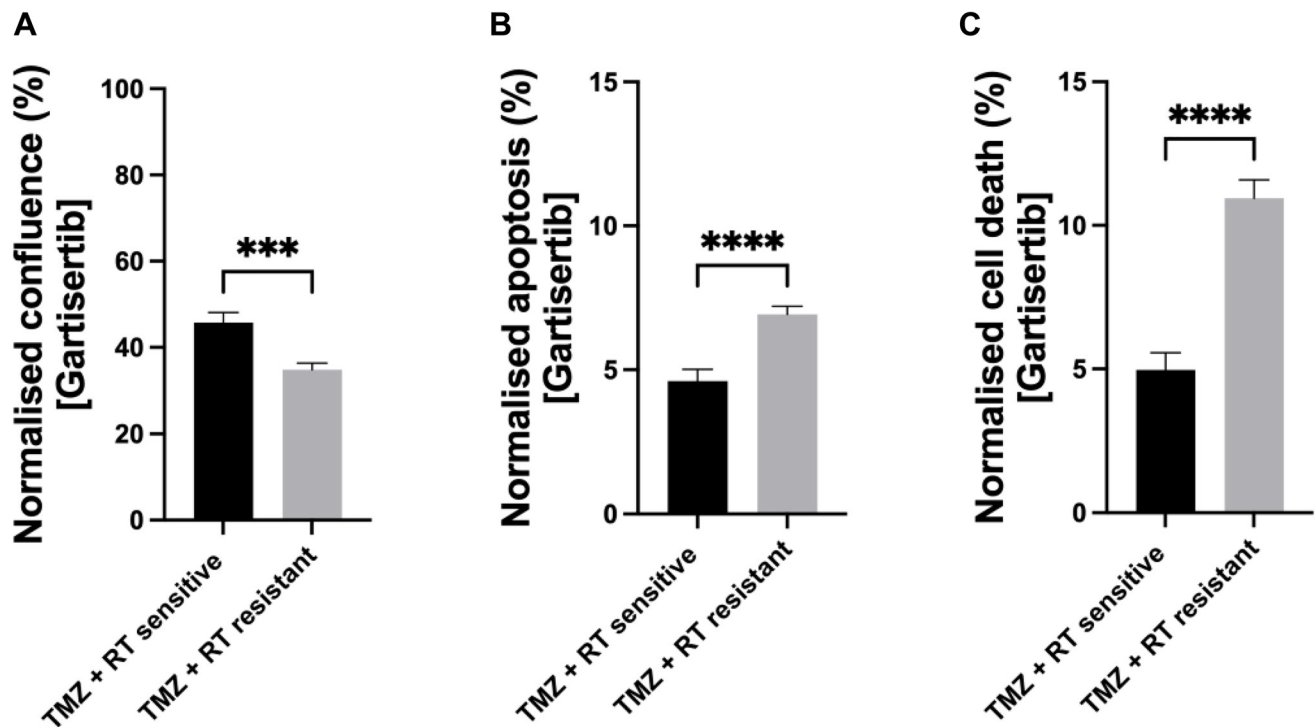 A
Normalised confluence (%)
[Gartisertib]
100
80
60
40
20
0
***
TMZ + RT sensitive
TMZ + RT resistant
B
Normalised apoptosis (%)
[Gartisertib]
15
10
5
0
****
TMZ + RT sensitive
TMZ + RT resistant
C
Normalised cell death (%)
[Gartisertib]
15
10
5
0
****
TMZ + RT sensitive
TMZ + RT resistant